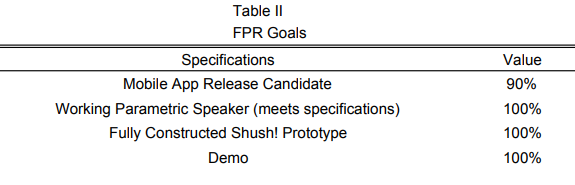 Table II
FPR Goals
Specifications Value
Mobile App Release Candidate 90%
Working Parametric Speaker (meets specifications) 100%
Fully Constructed Shush! Prototype 100%
Demo 100%